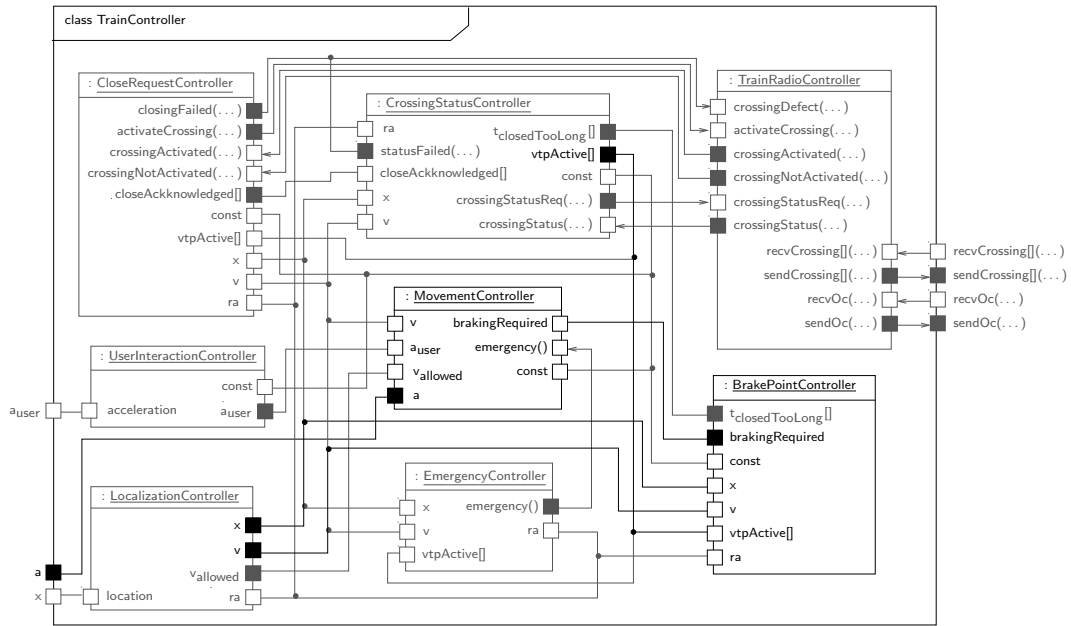 class TrainController
: CloseRequestController
closingFailed(...)
activateCrossing(...)
crossingActivated(...)
crossingNotActivated(...)
closeAckknowledged[]
const
vtpActive[]
x
v
ra
: CrossingStatusController
ra
statusFailed(...)
closeAckknowledged[]
x
v
tclosedTooLong[]
vtpActive[]
const
crossingStatusReq(...)
crossingStatus(...)
: TrainRadioController
crossingDefect(...)
activateCrossing(...)
crossingActivated(...)
crossingNotActivated(...)
crossingStatusReq(...)
crossingStatus(...)
recvCrossing[](...)
sendCrossing[](...)
recvOc(...)
sendOc(...)
recvCrossing[](...)
sendCrossing[](...)
recvOc(...)
sendOc(...)
: MovementController
v
auser
vallowed
a
brakingRequired
emergency()
const
: UserInteractionController
const
auser
acceleration
auser
: BrakePointController
tclosedTooLong[]
brakingRequired
const
x
v
vtpActive[]
ra
: EmergencyController
x
v
vtpActive[]
emergency()
ra
: LocalizationController
x
v
vallowed
ra
location
a
x